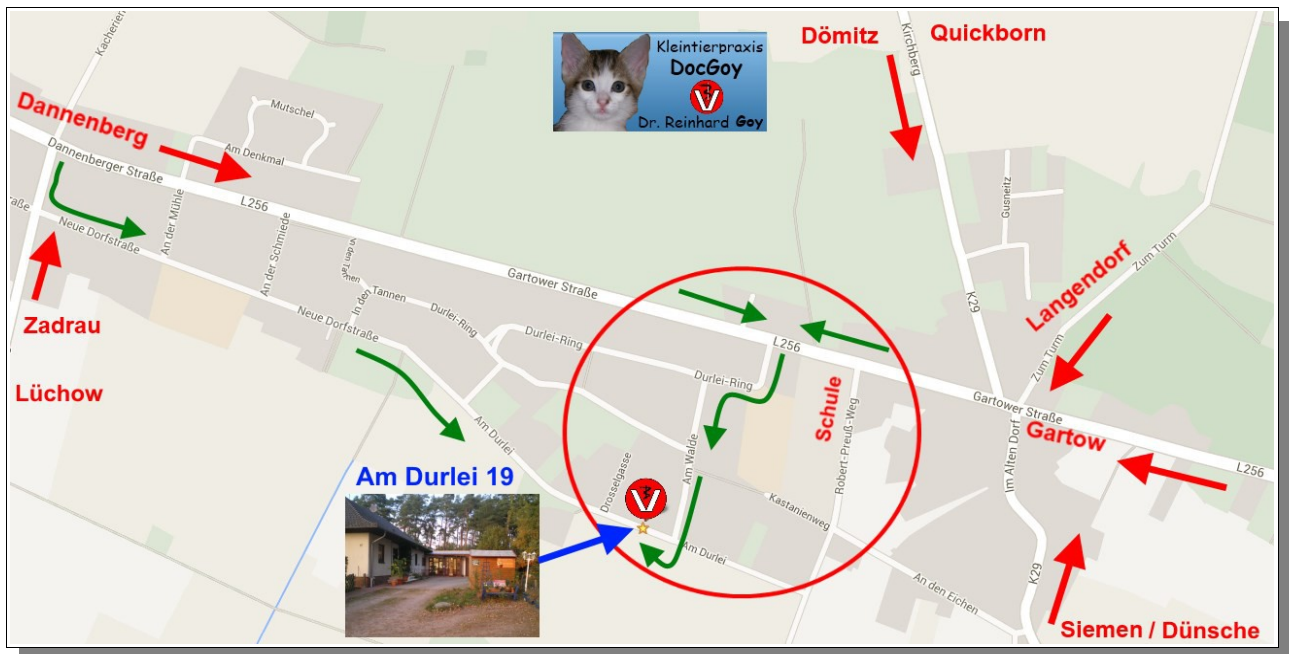 Kleintierpraxis
DocGoy
Dr. Reinhard Goy
Dömitz
Quickborn
Kirchberg
Dannenberg
Mutschel
Am Denkmal
Dannenberger Straße
L256
An der Mühle
Neue Dorfstraße
An der Schmiede
Gusneitz
Zum Turm
Langendorf
Zadrau
Lüchow
In den Tannen
Neue Dorfstraße
Durlei-Ring
Durlei-Ring
Gartower Straße
L256
K29
Zum Turm
Durlei-Ring
Schule
Robert-Preuß-Weg
Gartower Straße
Gartow
L256
Am Durlei
Am Walde
Drosselgasse
Im Alten Dorf
Am Durlei 19
Kastanienweg
Am Durlei
An den Eichen
K29
Siemen / Dünsche